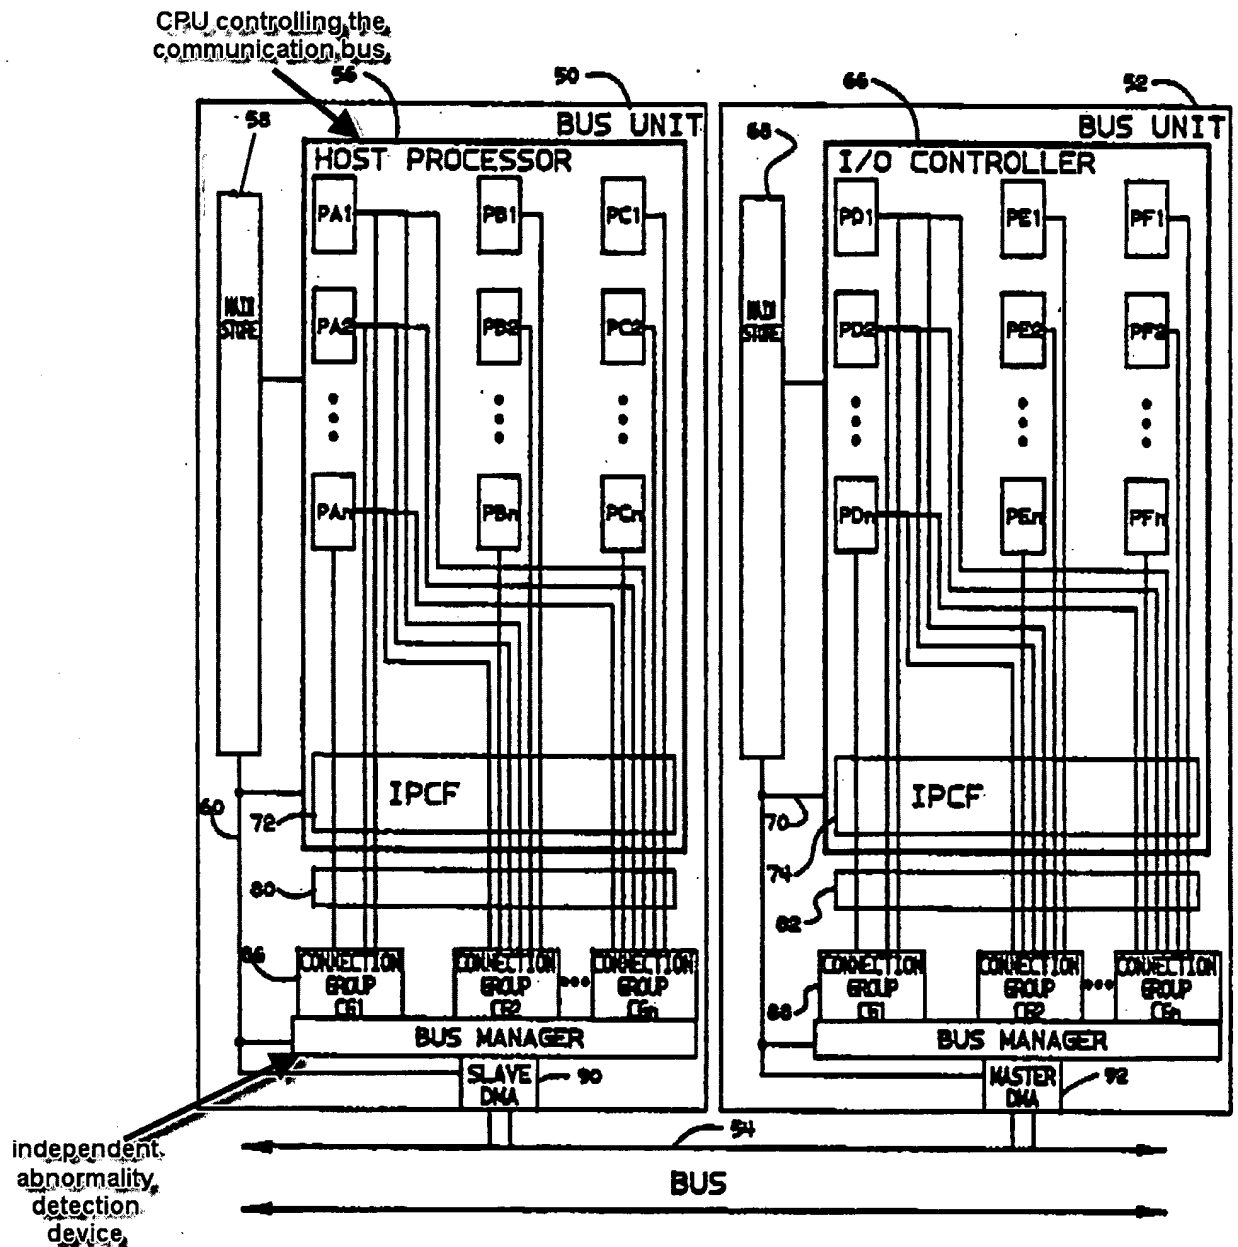 CPU controlling the
communication bus
56
50
66
52
58
BUS UNIT
68
BUS UNIT
HOST PROCESSOR
I/O CONTROLLER
PA1
PB1
PC1
PD1
PE1
PF1
MAIN
STORE
PA2
PB2
PC2
MAIN
STORE
PD2
PE2
PF2
PAn
PBn
PCn
PDn
PEn
PFn
IPCF
IPCF
60
72
70
74
80
82
86
CONNECTION
GROUP
CG1
CONNECTION
GROUP
CG2
CONNECTION
GROUP
CGn
88
CONNECTION
GROUP
CG1
CONNECTION
GROUP
CG2
CONNECTION
GROUP
CGn
BUS MANAGER
BUS MANAGER
SLAVE
DMA
90
MASTER
DMA
92
54
independent
abnormality
detection
device
BUS